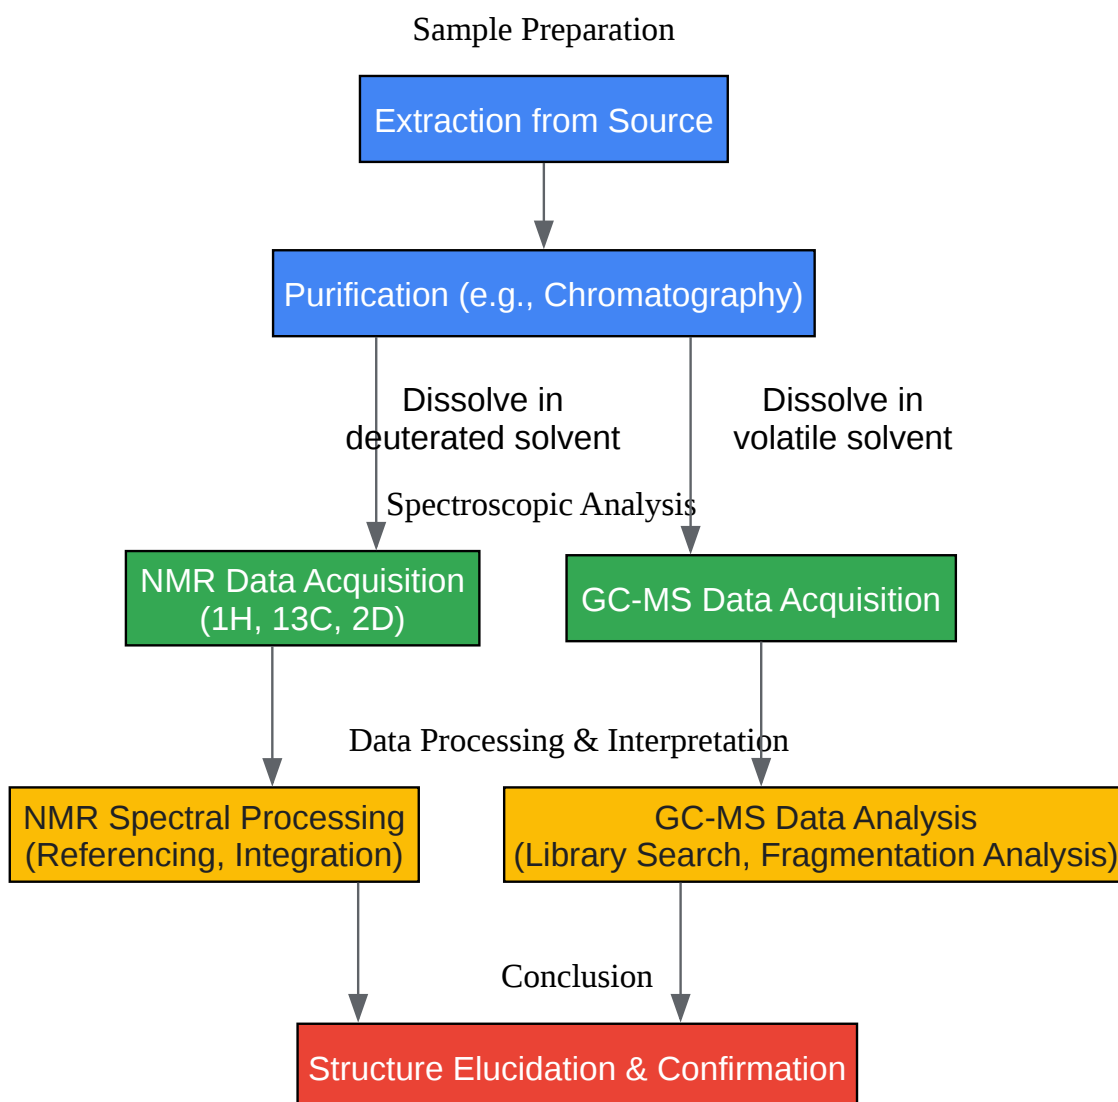 Sample Preparation
Extraction from Source
Purification (e.g., Chromatography)
Dissolve in
deuterated solvent
Dissolve in
volatile solvent
Spectroscopic Analysis
NMR Data Acquisition
(1H, 13C, 2D)
GC-MS Data Acquisition
Data Processing & Interpretation
NMR Spectral Processing
(Referencing, Integration)
GC-MS Data Analysis
(Library Search, Fragmentation Analysis)
Conclusion
Structure Elucidation & Confirmation